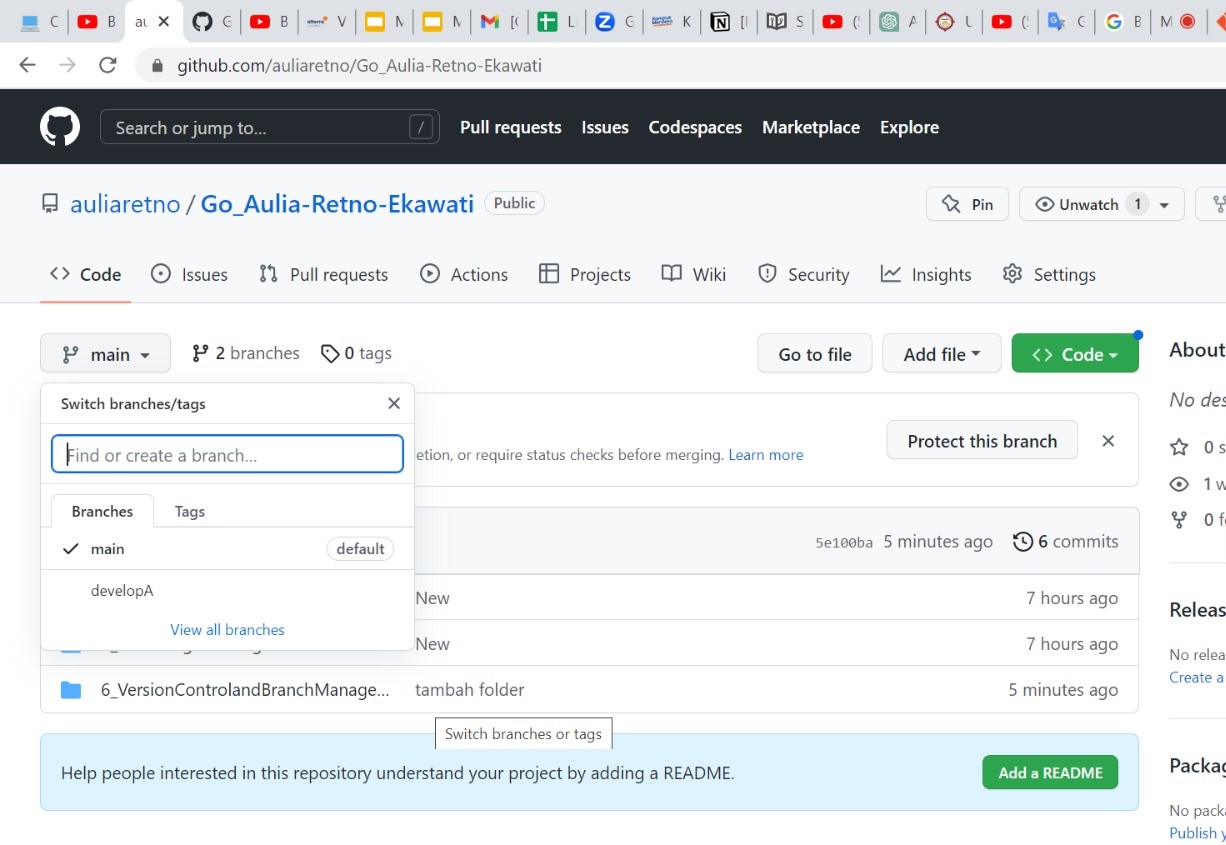 C
B
au
G
B
V
M
M
[G
L
G
K
[I
S
(5
A
U
(5
G
B
M
github.com/auliaretno/Go_Aulia-Retno-Ekawati
Search or jump to...
/
Pull requests
Issues
Codespaces
Marketplace
Explore
auliaretno / Go_Aulia-Retno-Ekawati
Public
Pin
Unwatch 1
Code
Issues
Pull requests
Actions
Projects
Wiki
Security
Insights
Settings
main
2 branches
0 tags
Go to file
Add file
Code
About
No des
Switch branches/tags
Find or create a branch...
etion, or require status checks before merging. Learn more
Protect this branch
0 s
1 w
0 fo
Branches
Tags
main
default
developA
View all branches
5e100ba 5 minutes ago
6 commits
New
7 hours ago
New
7 hours ago
6_VersionControlandBranchManage...
tambah folder
5 minutes ago
Releas
No relea
Create a
Switch branches or tags
Help people interested in this repository understand your project by adding a README.
Add a README
Packag
No packa
Publish y